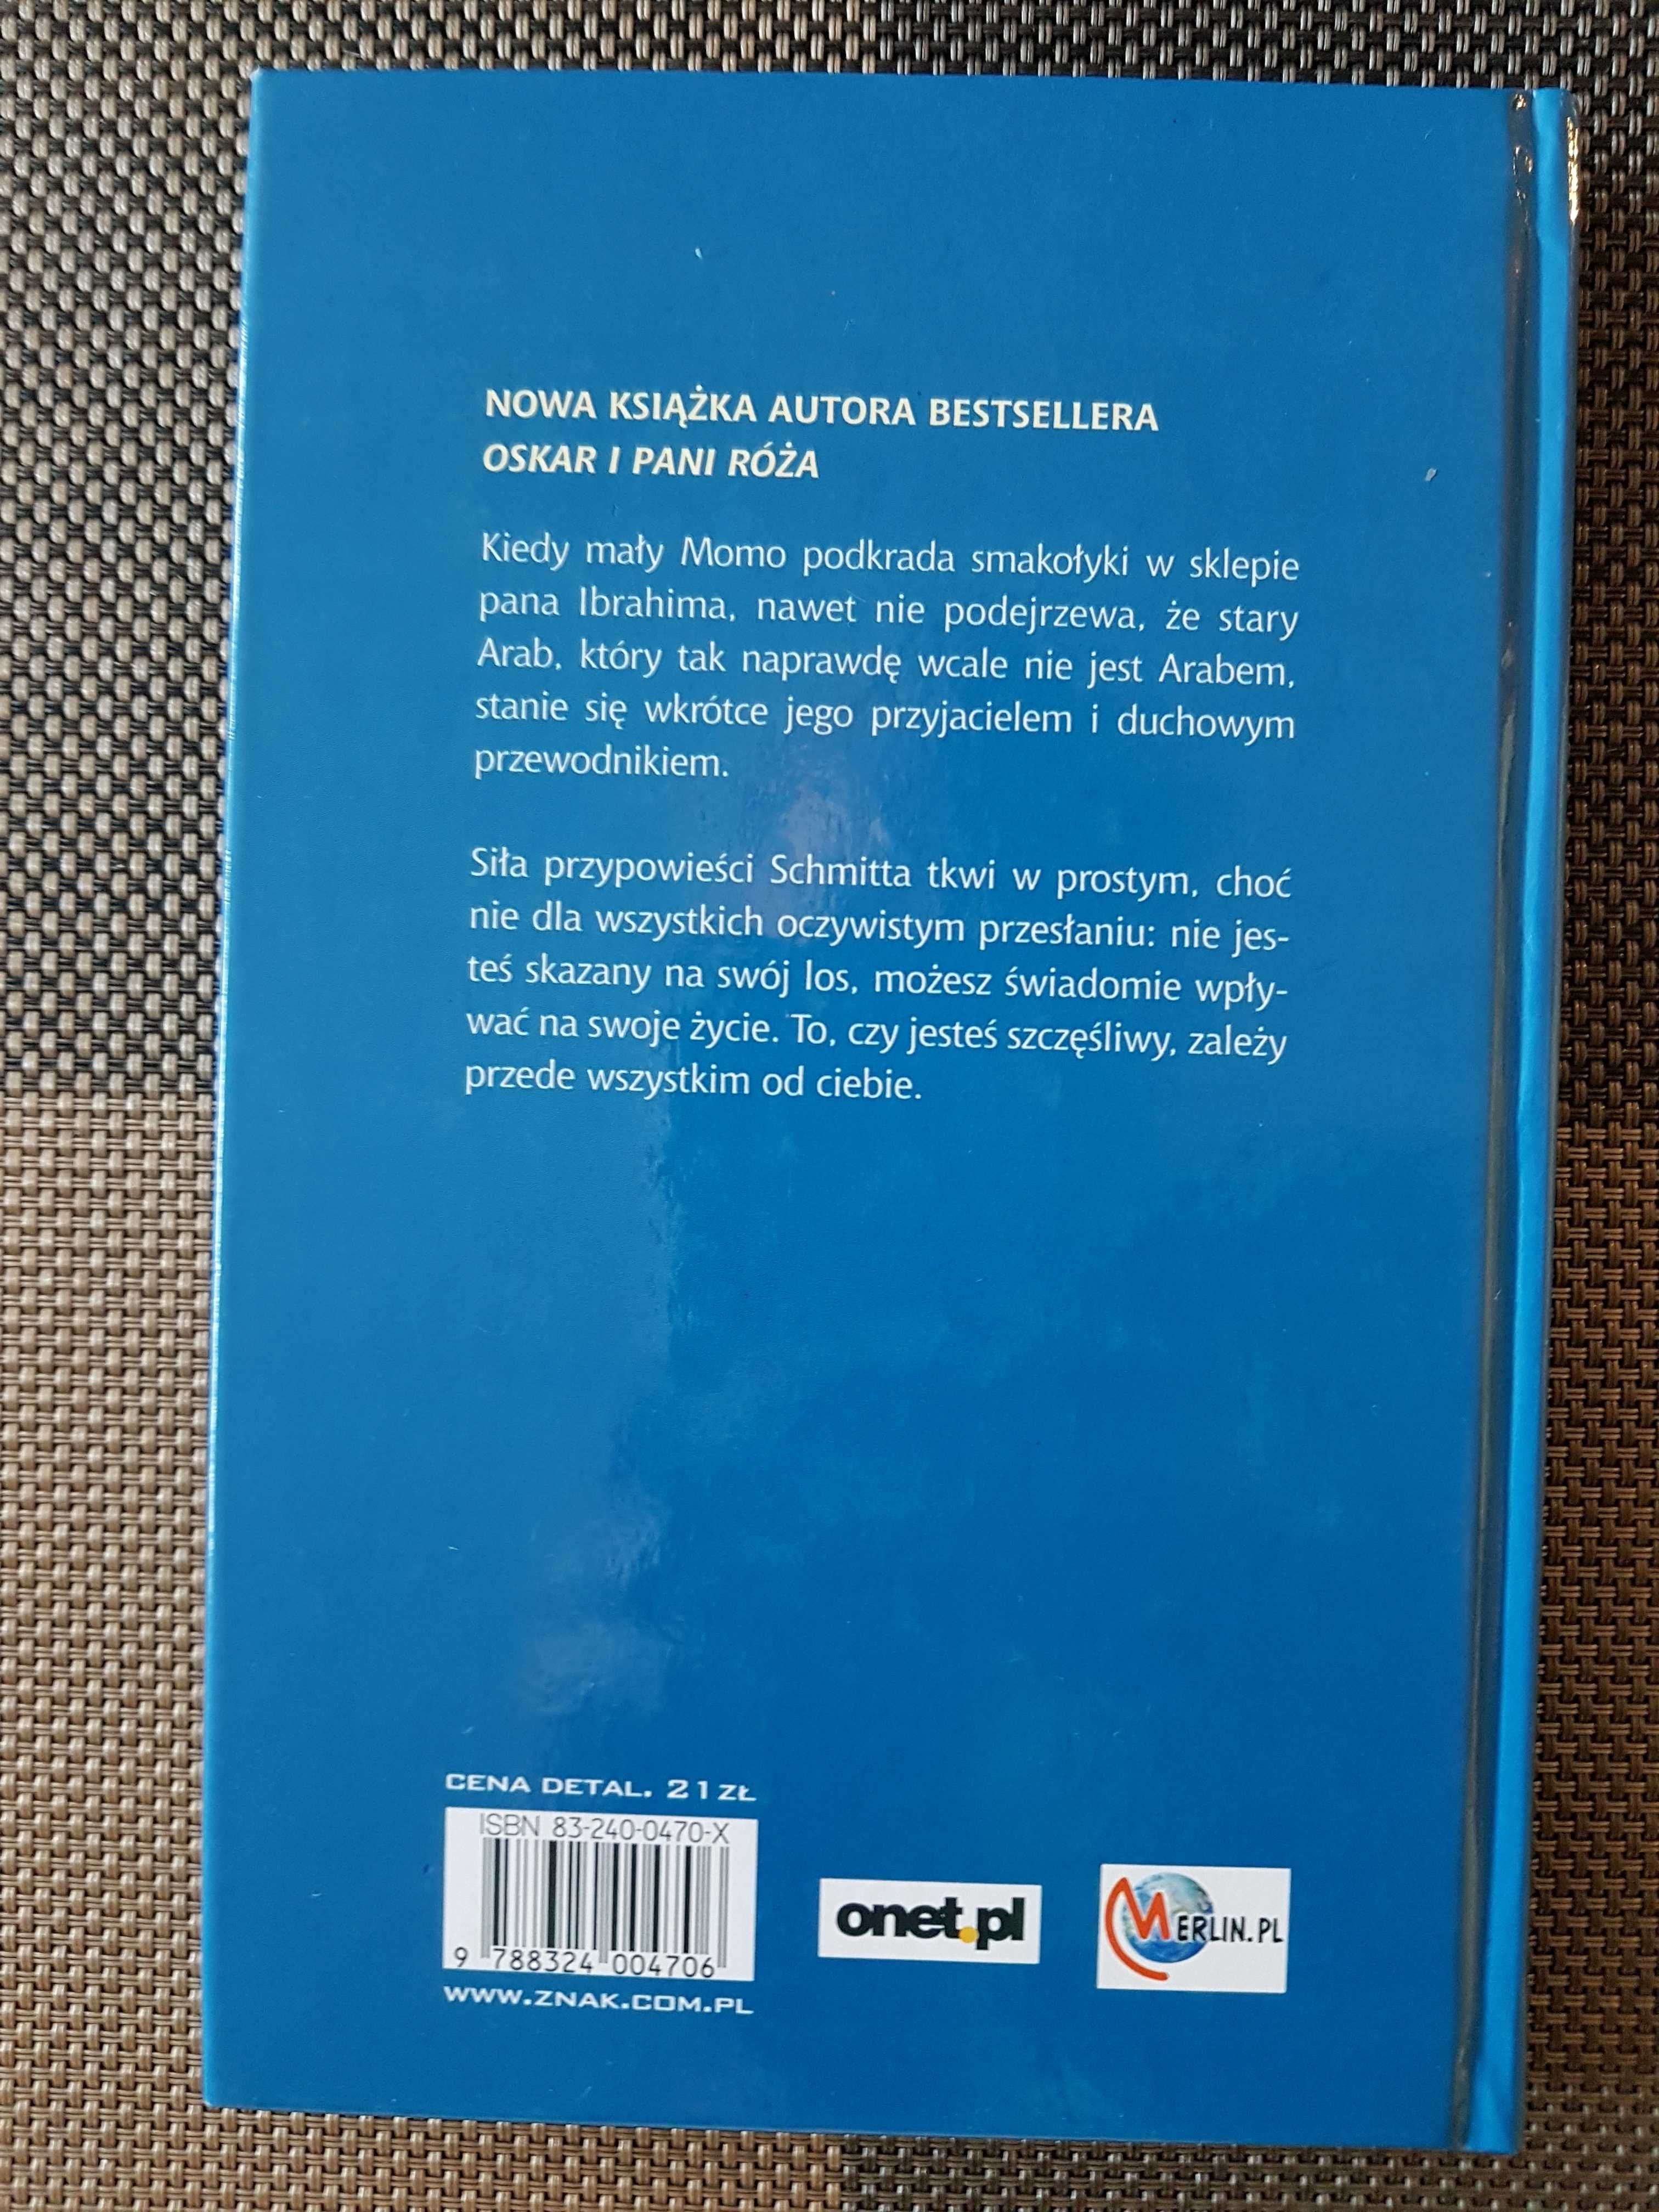 NOWA KSIĄŻKA AUTORA BESTSELLERA
OSKAR I PANI RÓŻA
Kiedy mały Momo podkrada smakołyki w sklepie
pana Ibrahima, nawet nie podejrzewa, że stary
Arab, który tak naprawdę wcale nie jest Arabem,
stanie się wkrótce jego przyjacielem i duchowym
przewodnikiem.
Siła przypowieści Schmitta tkwi w prostym, choć
nie dla wszystkich oczywistym przesłaniu: nie jes-
teś skazany na swój los, możesz świadomie wpły-
wać na swoje życie. To, czy jesteś szczęśliwy, zależy
przede wszystkim od ciebie.
CENA DETAL. 21 ZŁ
ISBN 83-240-0470-X
9 788324 004706
WWW.ZNAK.COM.PL
onet.pl
MERLIN.PL